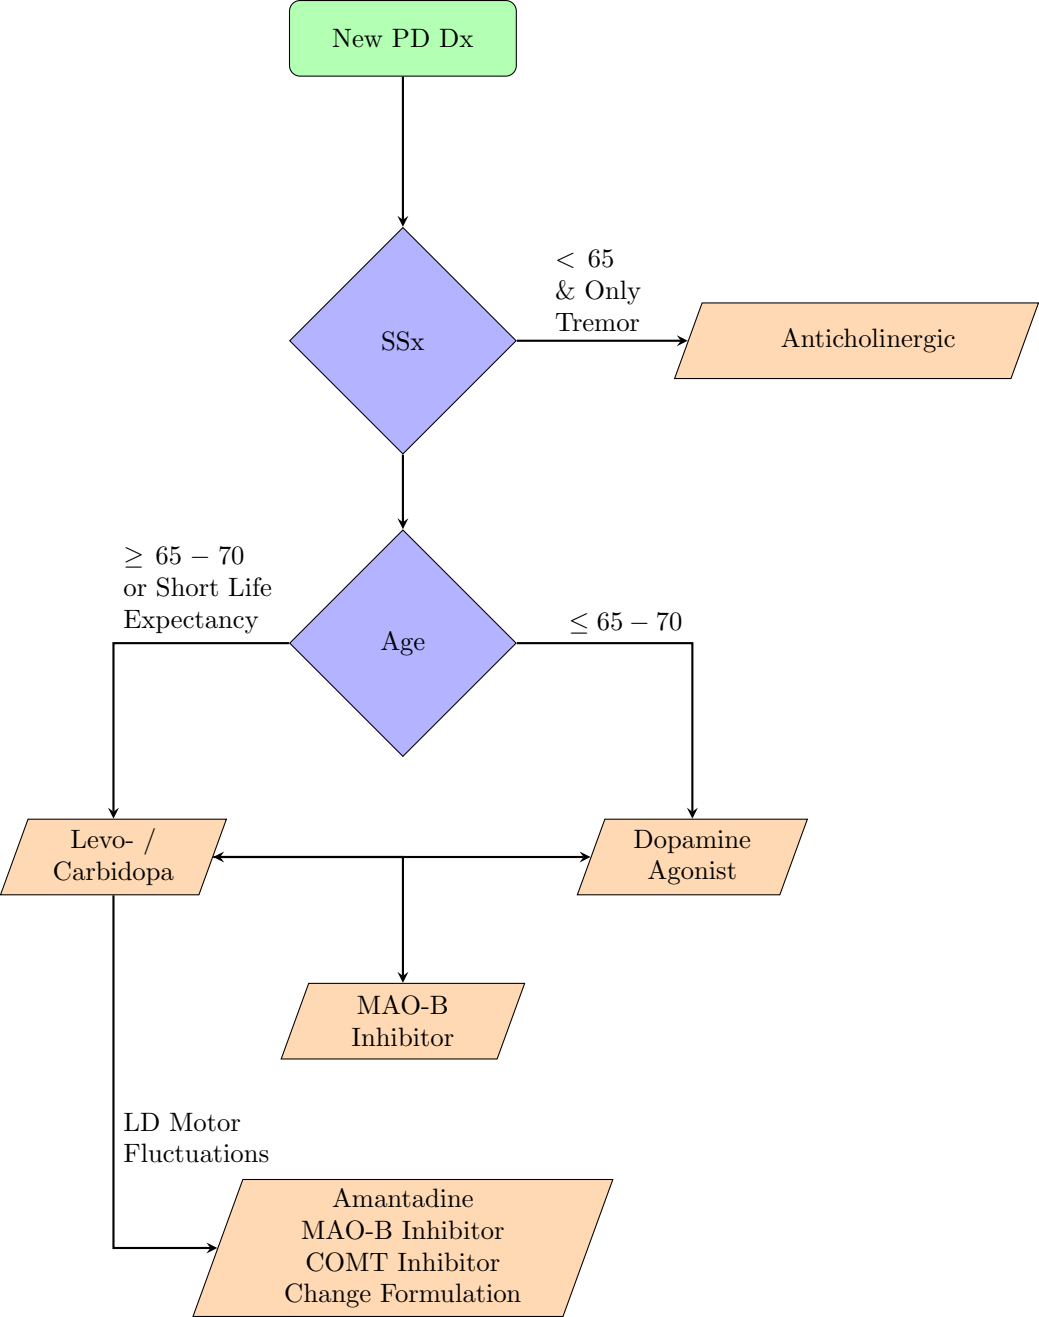 New PD Dx
< 65
& Only
Tremor
SSx
Anticholinergic
≥ 65 − 70
or Short Life
Expectancy
≤ 65 − 70
Age
Levo- /
Carbidopa
Dopamine
Agonist
MAO-B
Inhibitor
LD Motor
Fluctuations
Amantadine
MAO-B Inhibitor
COMT Inhibitor
Change Formulation